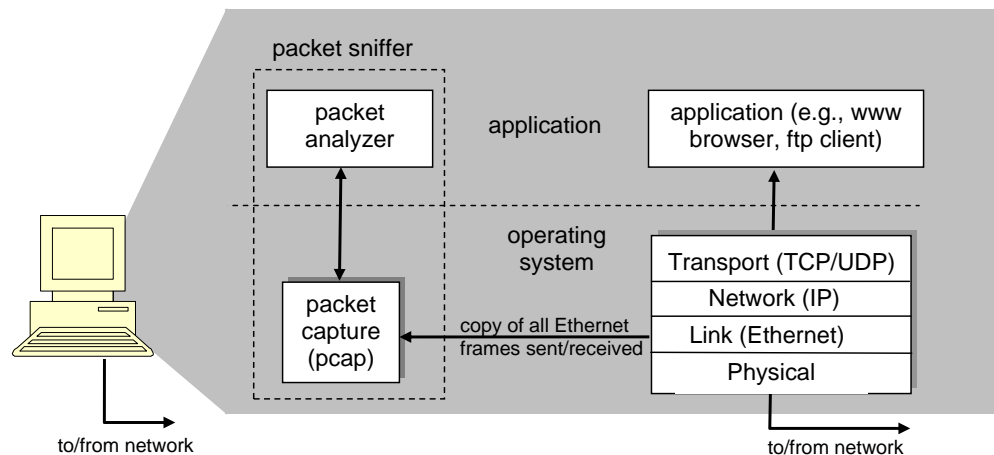 packet sniffer
packet
analyzer
application
application (e.g., www
browser, ftp client)
operating
system
packet
capture
(pcap)
copy of all Ethernet
frames sent/received
Transport (TCP/UDP)
Network (IP)
Link (Ethernet)
Physical
to/from network
to/from network